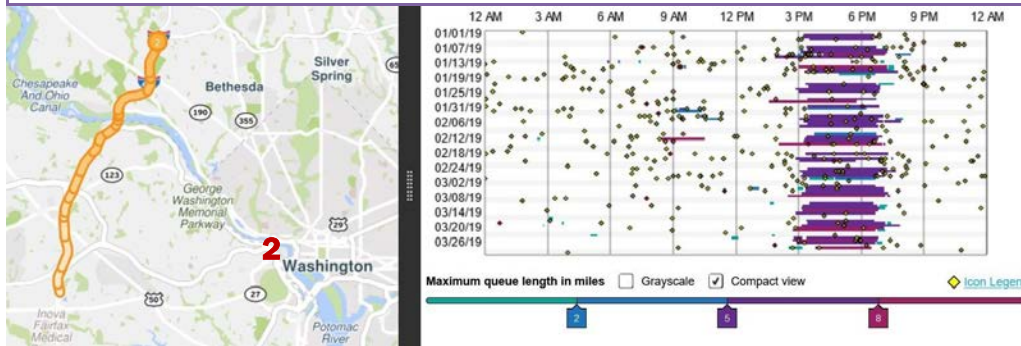 Silver
Spring
Bethesda
Chesapeake
And Ohio
Canal
190
355
123
George
Washington
Memorial
Parkway
29
2
Washington
50
27
Inova
Fairfax
Medical
Potomac
River
12 AM 3 AM 6 AM 9 AM 12 PM 3 PM 6 PM 9 PM 12 AM
01/01/19
01/07/19
01/13/19
01/19/19
01/25/19
01/31/19
02/06/19
02/12/19
02/18/19
02/24/19
03/02/19
03/08/19
03/14/19
03/20/19
03/26/19
Maximum queue length in miles Grayscale Compact view Icon Legen
2 5 8